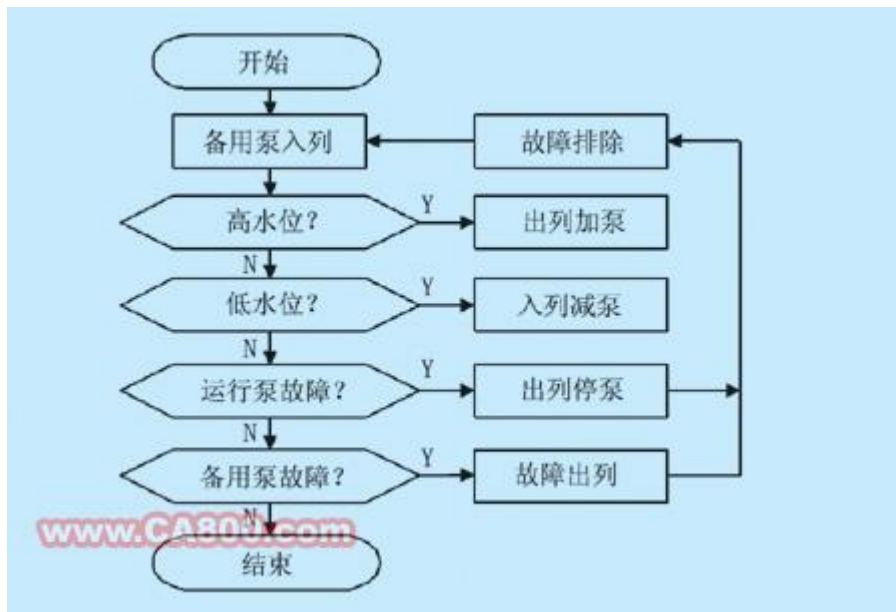 开始
备用泵入列
故障排除
高水位?
Y
出列加泵
N
低水位?
Y
入列减泵
N
运行泵故障?
Y
出列停泵
N
备用泵故障?
Y
故障出列
N
www.CA800.com
结束